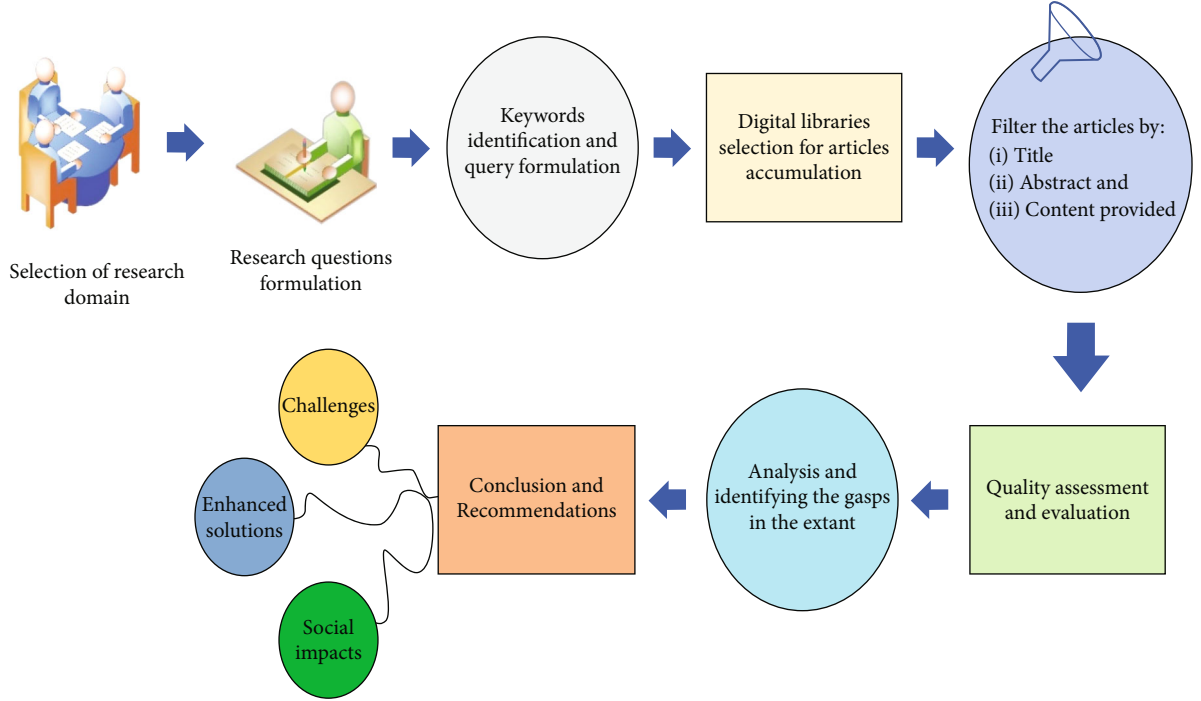 Selection of research
domain
Research questions
formulation
Keywords
identification and
query formulation
Digital libraries
selection for articles
accumulation
Filter the articles by:
(i) Title
(ii) Abstract and
(iii) Content provided
Quality assessment
and evaluation
Analysis and
identifying the gasps
in the extant
Conclusion and
Recommendations
Challenges
Enhanced
solutions
Social
impacts